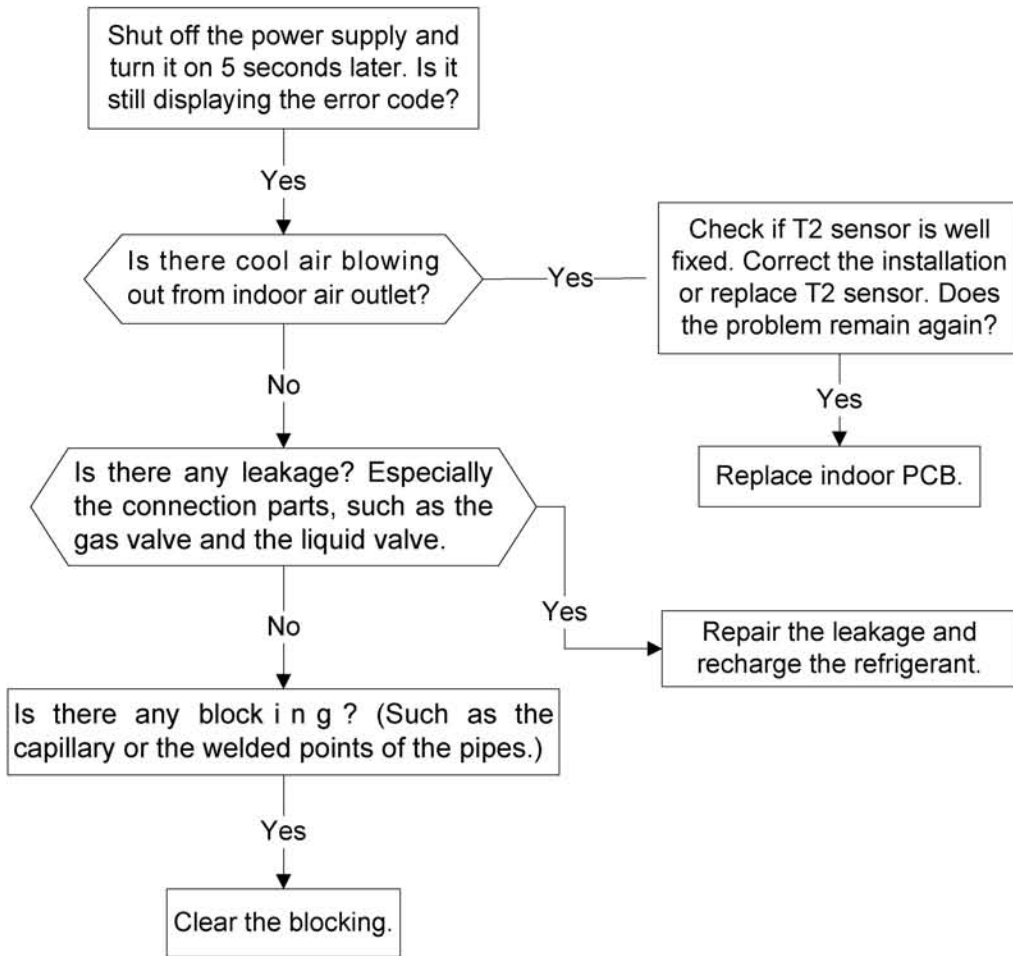 Shut off the power supply and
turn it on 5 seconds later. Is it
still displaying the error code?
Yes
Is there cool air blowing
out from indoor air outlet?
Yes
Check if T2 sensor is well
fixed. Correct the installation
or replace T2 sensor. Does
the problem remain again?
Yes
Replace indoor PCB.
No
Is there any leakage? Especially
the connection parts, such as the
gas valve and the liquid valve.
Yes
Repair the leakage and
recharge the refrigerant.
No
Is there any block i n g ? (Such as the
capillary or the welded points of the pipes.)
Yes
Clear the blocking.